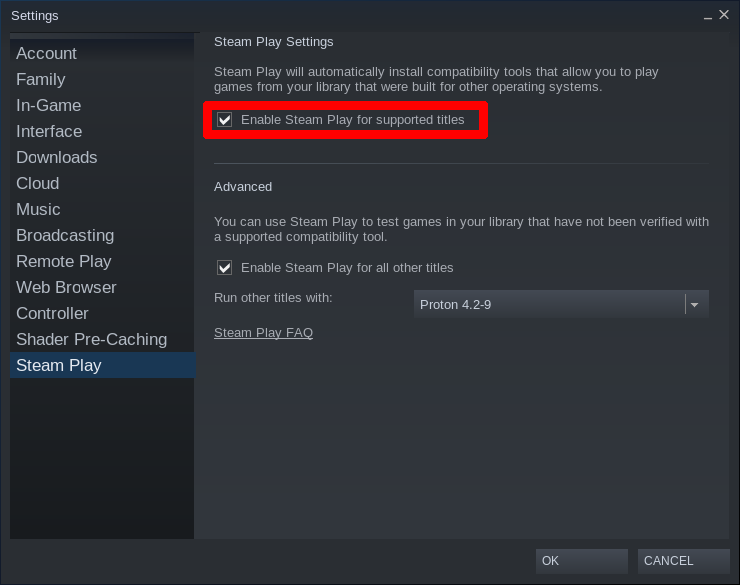 Settings
Account
Family
In-Game
Interface
Downloads
Cloud
Music
Broadcasting
Remote Play
Web Browser
Controller
Shader Pre-Caching
Steam Play
Steam Play Settings
Steam Play will automatically install compatibility tools that allow you to play
games from your library that were built for other operating systems.
Enable Steam Play for supported titles
Advanced
You can use Steam Play to test games in your library that have not been verified with
a supported compatibility tool.
Enable Steam Play for all other titles
Run other titles with:
Proton 4.2-9
Steam Play FAQ
OK
CANCEL